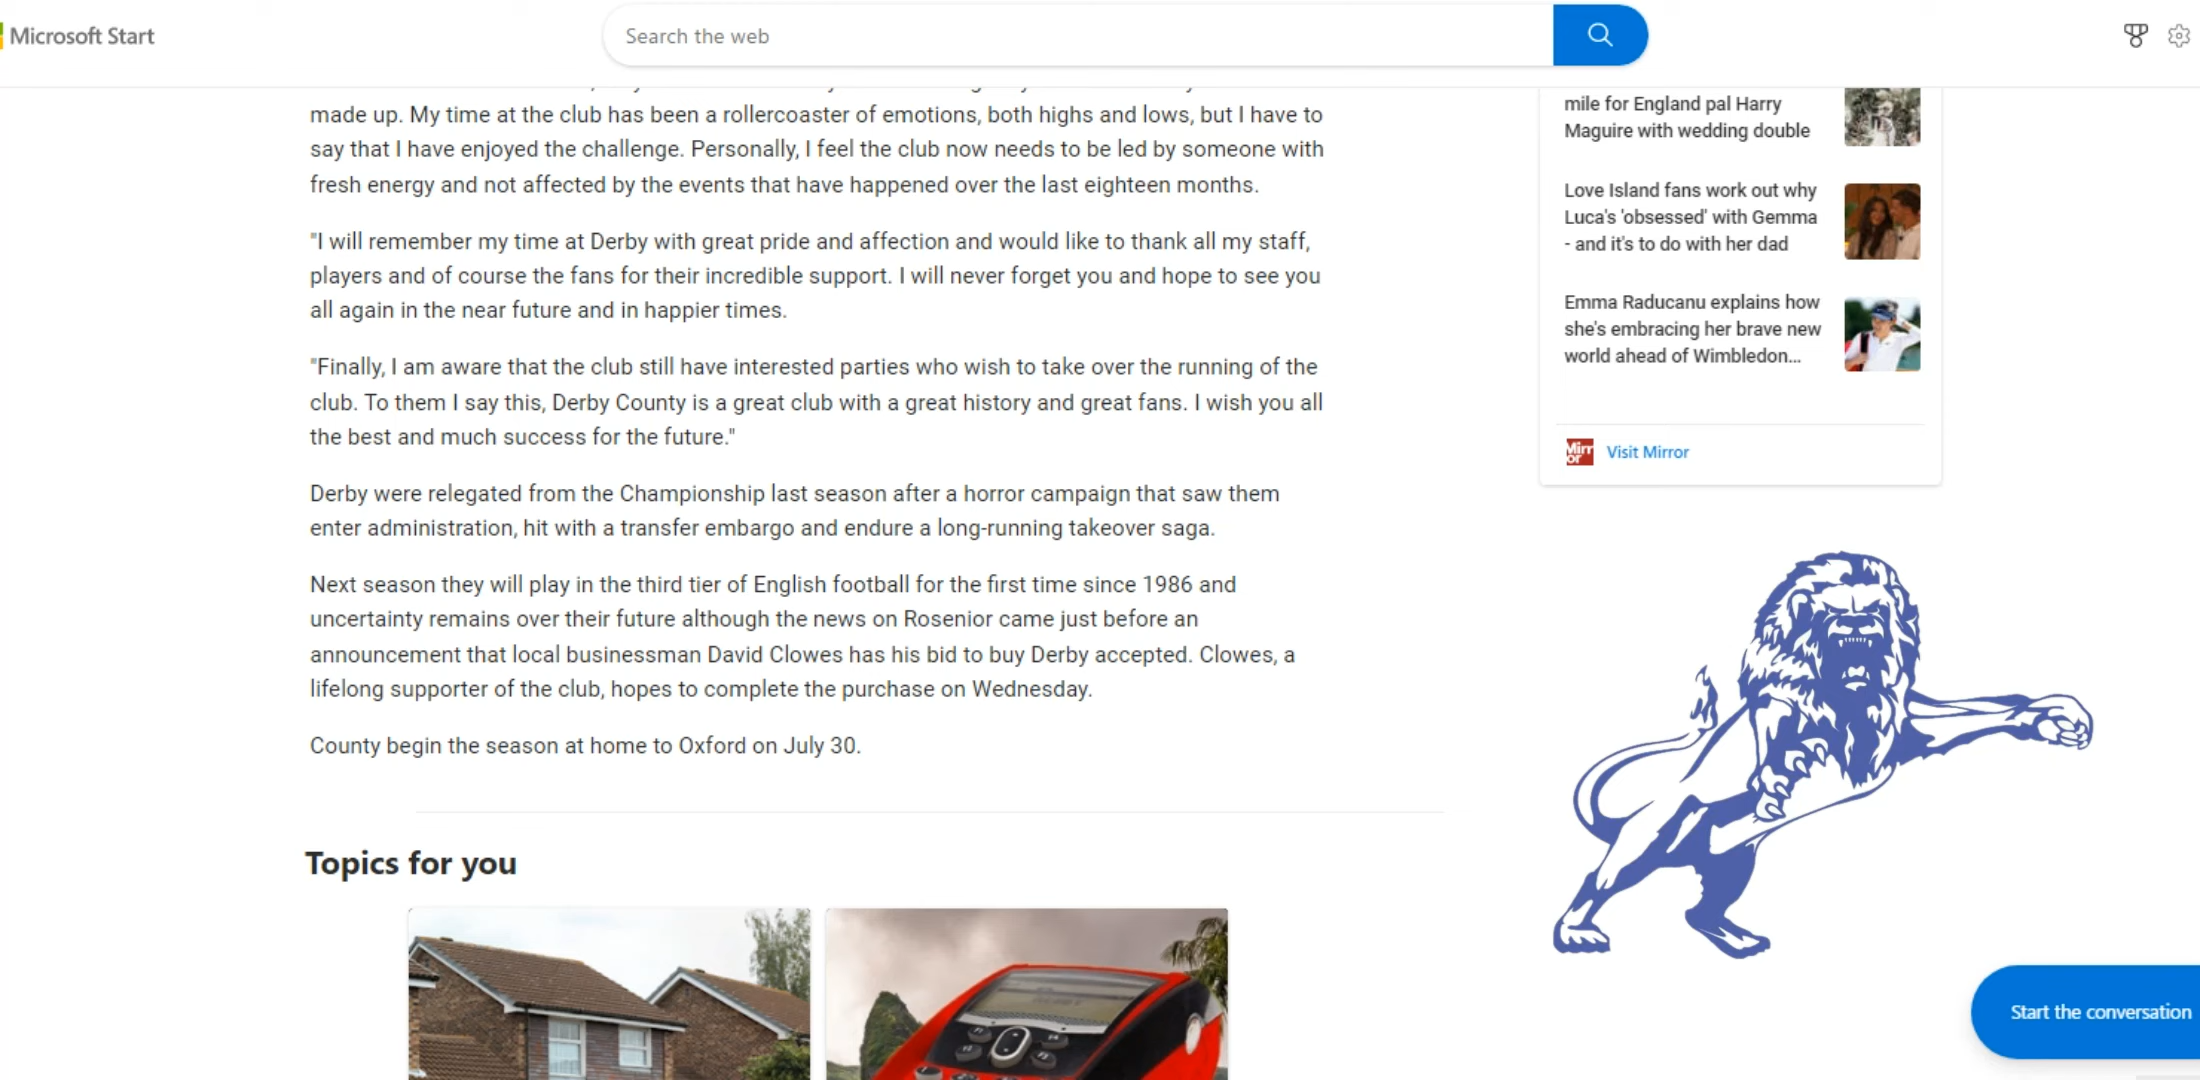 Microsoft Start
Search the web
made up. My time at the club has been a rollercoaster of emotions, both highs and lows, but I have to
say that I have enjoyed the challenge. Personally, I feel the club now needs to be led by someone with
fresh energy and not affected by the events that have happened over the last eighteen months.
"I will remember my time at Derby with great pride and affection and would like to thank all my staff,
players and of course the fans for their incredible support. I will never forget you and hope to see you
all again in the near future and in happier times.
"Finally, I am aware that the club still have interested parties who wish to take over the running of the
club. To them I say this, Derby County is a great club with a great history and great fans. I wish you all
the best and much success for the future."
Derby were relegated from the Championship last season after a horror campaign that saw them
enter administration, hit with a transfer embargo and endure a long-running takeover saga.
Next season they will play in the third tier of English football for the first time since 1986 and
uncertainty remains over their future although the news on Rosenior came just before an
announcement that local businessman David Clowes has his bid to buy Derby accepted. Clowes, a
lifelong supporter of the club, hopes to complete the purchase on Wednesday.
County begin the season at home to Oxford on July 30.
Topics for you
mile for England pal Harry
Maguire with wedding double
Love Island fans work out why
Luca's 'obsessed' with Gemma
- and it's to do with her dad
Emma Raducanu explains how
she's embracing her brave new
world ahead of Wimbledon...
Mirr
or
Visit Mirror
Start the conversation